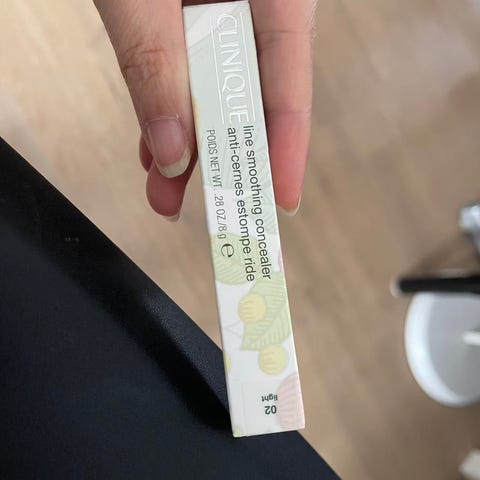 CLINIQUE
line smoothing concealer
anti-cernes estompe ride
POIDS NET WT. .28 OZ/8 g ℮
02
light